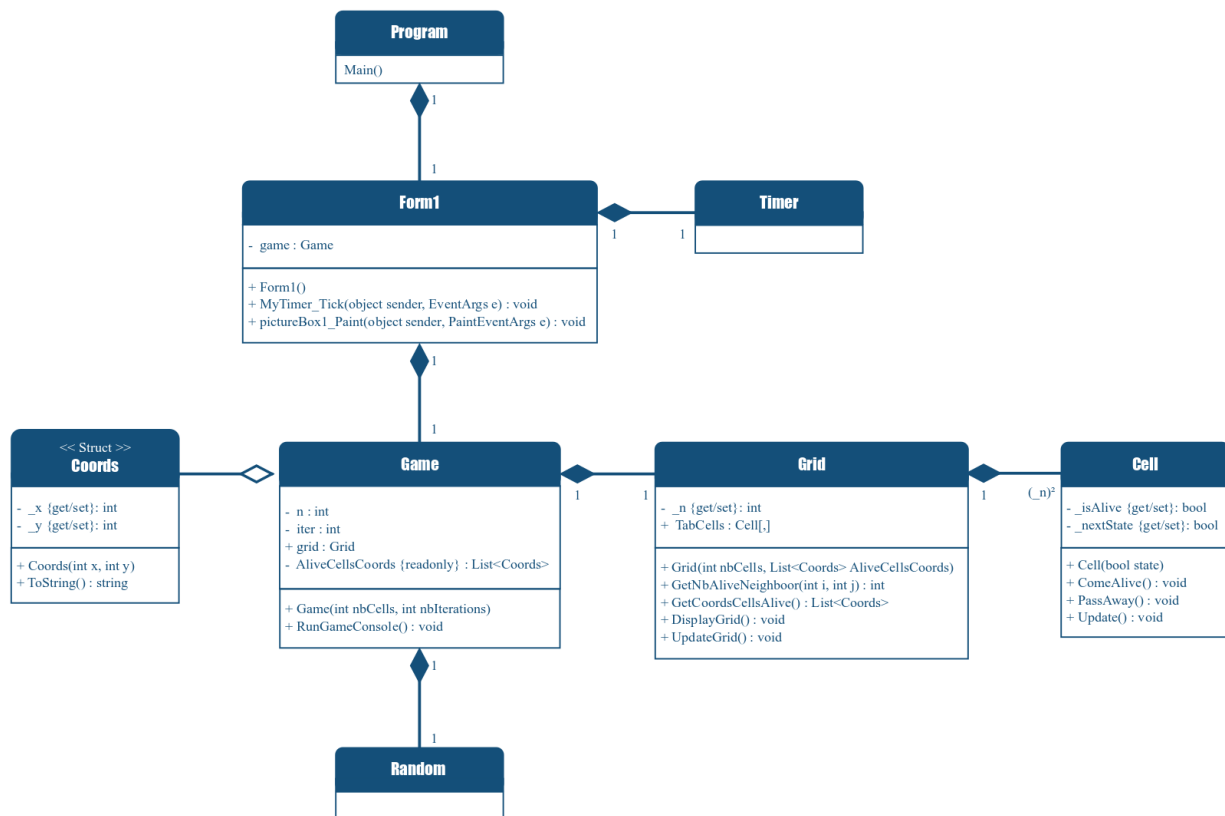 Program
Main()
1
1
Form1
- game : Game
+ Form1()
+ MyTimer_Tick(object sender, EventArgs e) : void
+ pictureBox1_Paint(object sender, PaintEventArgs e) : void
1
1
Timer
1
1
<< Struct >>
Coords
- _x {get/set}: int
- _y {get/set}: int
+ Coords(int x, int y)
+ ToString() : string
Game
- n : int
- iter : int
+ grid : Grid
- AliveCellsCoords {readonly} : List<Coords>
+ Game(int nbCells, int nbIterations)
+ RunGameConsole() : void
1
1
Grid
- _n {get/set}: int
+ TabCells : Cell[,]
+ Grid(int nbCells, List<Coords> AliveCellsCoords)
+ GetNbAliveNeighboor(int i, int j) : int
+ GetCoordsCellsAlive() : List<Coords>
+ DisplayGrid() : void
+ UpdateGrid() : void
1
(_n)²
Cell
- _isAlive {get/set}: bool
- _nextState {get/set}: bool
+ Cell(bool state)
+ ComeAlive() : void
+ PassAway() : void
+ Update() : void
1
1
Random